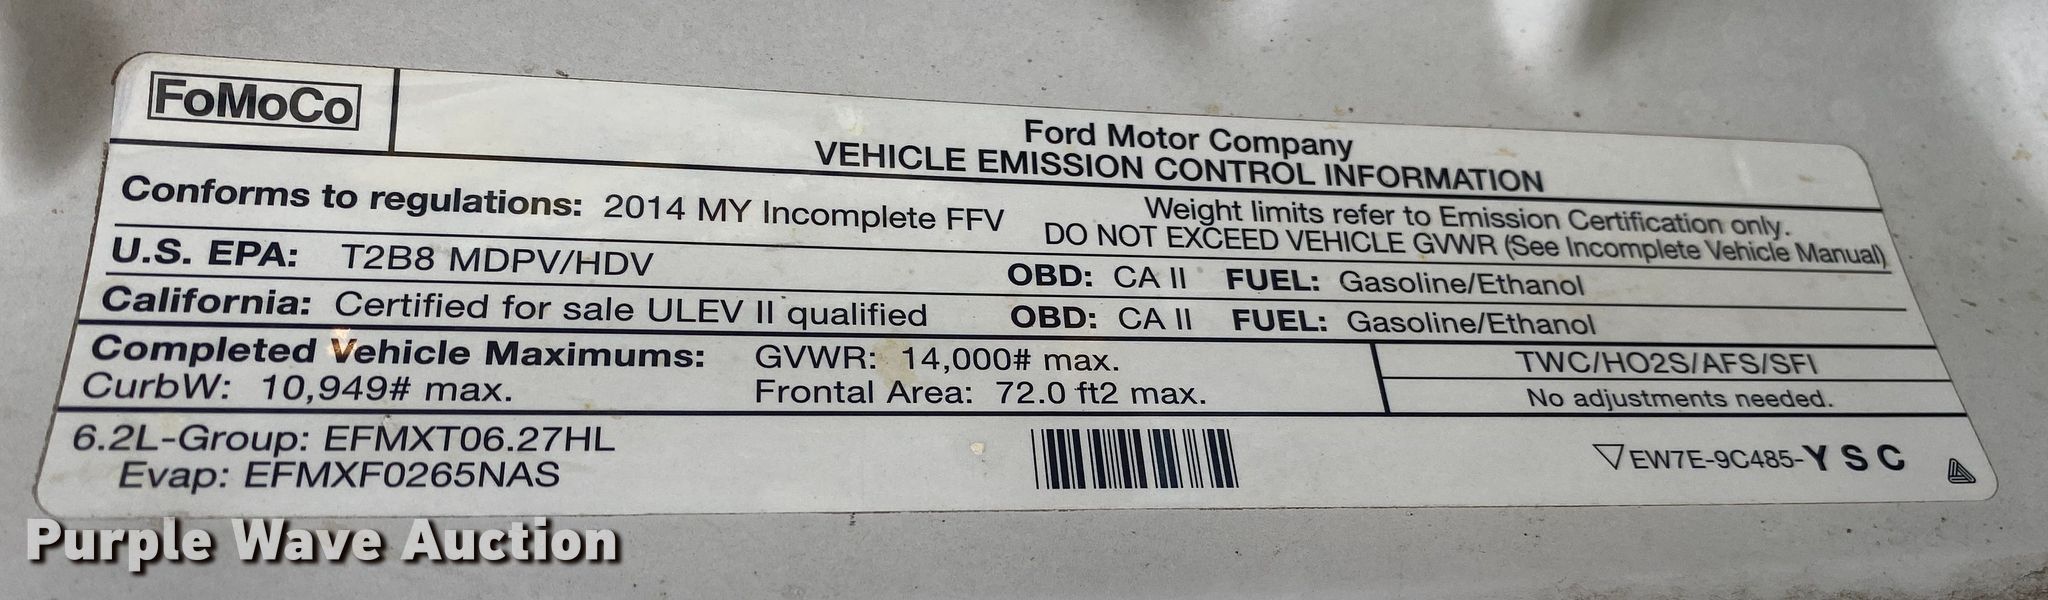 FoMoCo
Ford Motor Company
VEHICLE EMISSION CONTROL INFORMATION
Conforms to regulations: 2014 MY Incomplete FFV
Weight limits refer to Emission Certification only.
DO NOT EXCEED VEHICLE GVWR (See Incomplete Vehicle Manual)
U.S. EPA: T2B8 MDPV/HDV OBD: CA II FUEL: Gasoline/Ethanol
California: Certified for sale ULEV II qualified OBD: CA II FUEL: Gasoline/Ethanol
Completed Vehicle Maximums: GVWR: 14,000# max.
CurbW: 10,949# max. Frontal Area: 72.0 ft2 max.
TWC/HO2S/AFS/SFI
No adjustments needed.
6.2L-Group: EFMXT06.27HL
Evap: EFMXF0265NAS
EW7E-9C485-Y S C
Purple Wave Auction